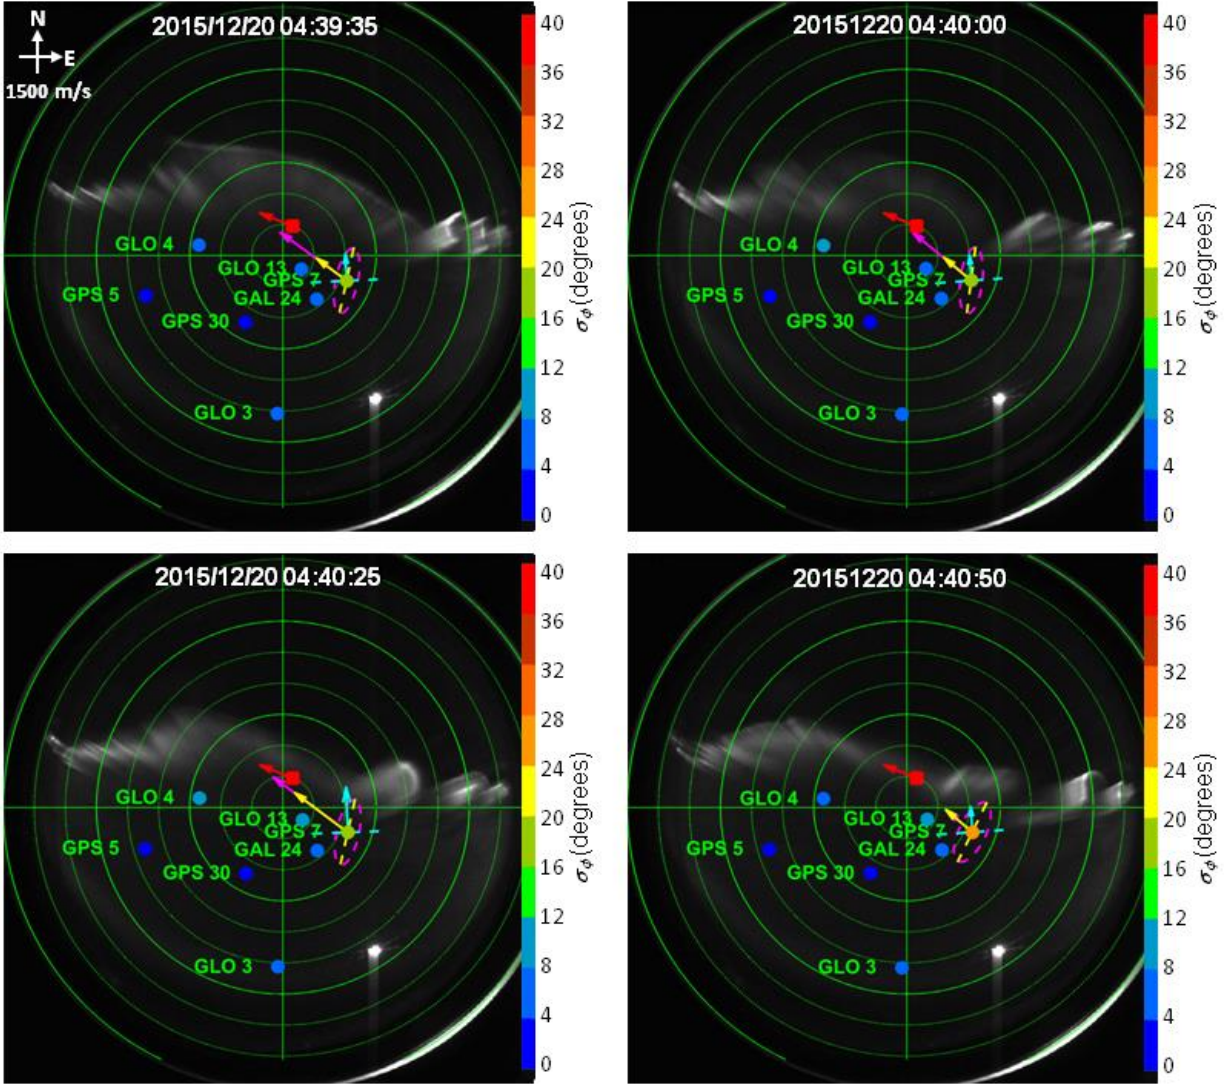 2015/12/20 04:39:35
N
E
1500 m/s
GLO 4
GLO 13
GPS 7
GPS 5
GAL 24
GPS 30
GLO 3
40
36
32
28
24
20
16
12
8
4
0
σϕ(degrees)
20151220 04:40:00
GLO 4
GLO 13
GPS 7
GPS 5
GAL 24
GPS 30
GLO 3
40
36
32
28
24
20
16
12
8
4
0
σϕ(degrees)
2015/12/20 04:40:25
GLO 4
GLO 13
GPS 7
GPS 5
GAL 24
GPS 30
GLO 3
40
36
32
28
24
20
16
12
8
4
0
σϕ(degrees)
20151220 04:40:50
GLO 4
GLO 13
GPS 7
GPS 5
GAL 24
GPS 30
GLO 3
40
36
32
28
24
20
16
12
8
4
0
σϕ(degrees)